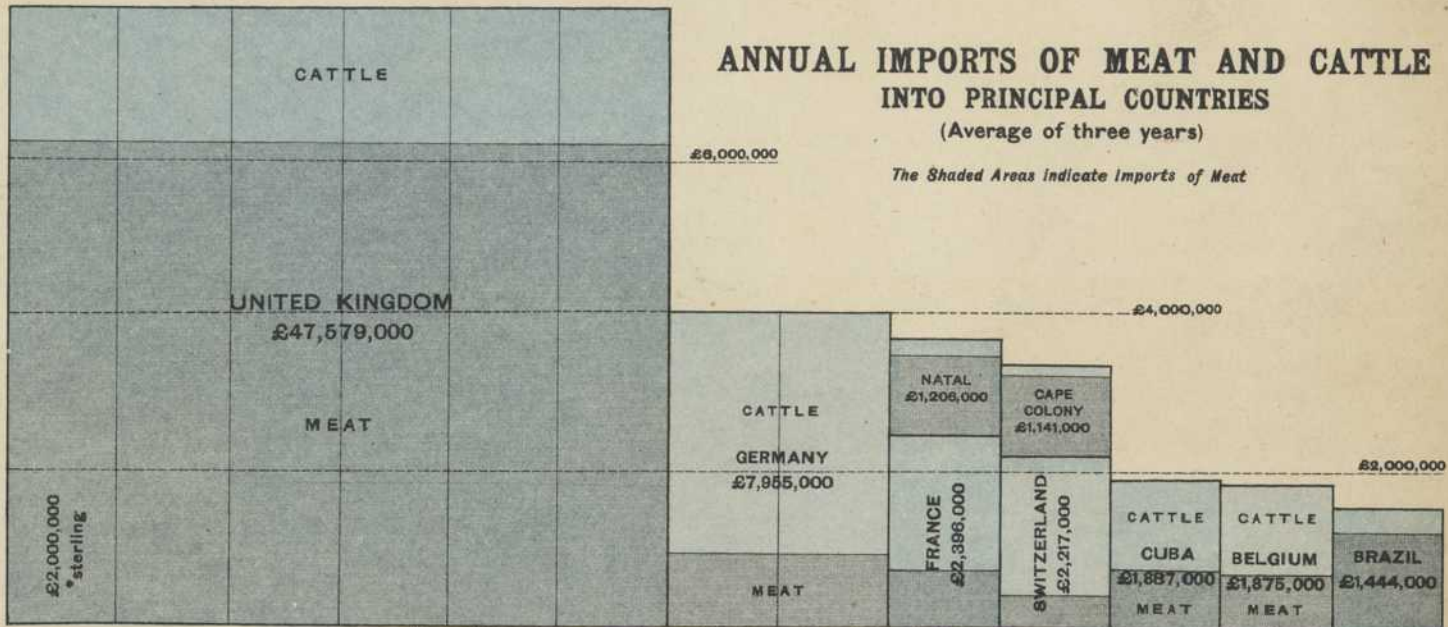 ANNUAL IMPORTS OF MEAT AND CATTLE
INTO PRINCIPAL COUNTRIES
(Average of three years)
The Shaded Areas indicate Imports of Meat
CATTLE
£6,000,000
UNITED KINGDOM
£47,579,000
MEAT
£2,000,000
sterling
£4,000,000
CATTLE
GERMANY
£7,955,000
MEAT
NATAL
£1,206,000
FRANCE
£2,396,000
CAPE
COLONY
£1,141,000
SWITZERLAND
£2,217,000
£2,000,000
CATTLE
CUBA
£1,887,000
MEAT
CATTLE
BELGIUM
£1,875,000
MEAT
BRAZIL
£1,444,000